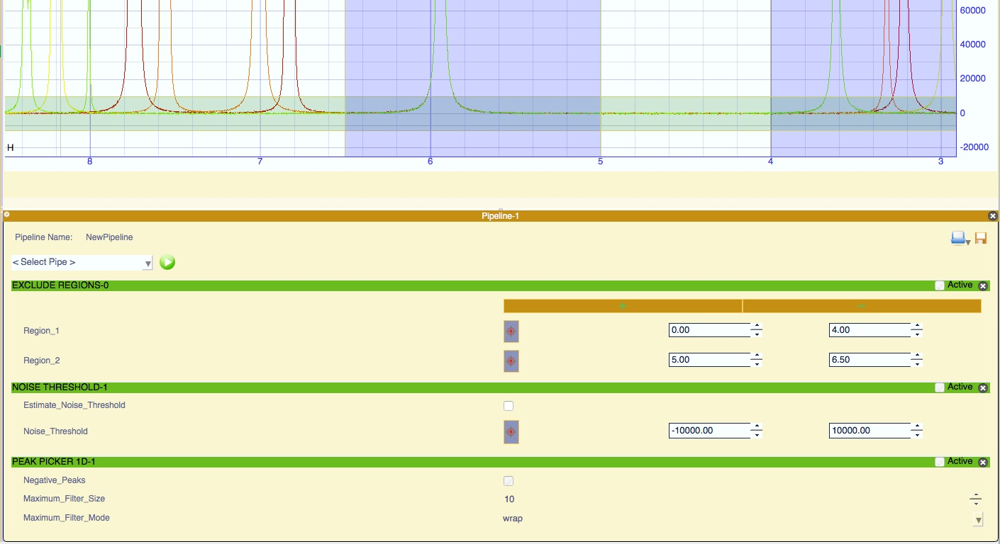 60000
40000
20000
0
-20000
H
8 7 6 5 4 3
Pipeline-1
Pipeline Name: NewPipeline
< Select Pipe >
EXCLUDE REGIONS-0 Active
+ -
Region_1 0.00 4.00
Region_2 5.00 6.50
NOISE THRESHOLD-1 Active
Estimate_Noise_Threshold
Noise_Threshold -10000.00 10000.00
PEAK PICKER 1D-1 Active
Negative_Peaks
Maximum_Filter_Size 10
Maximum_Filter_Mode wrap